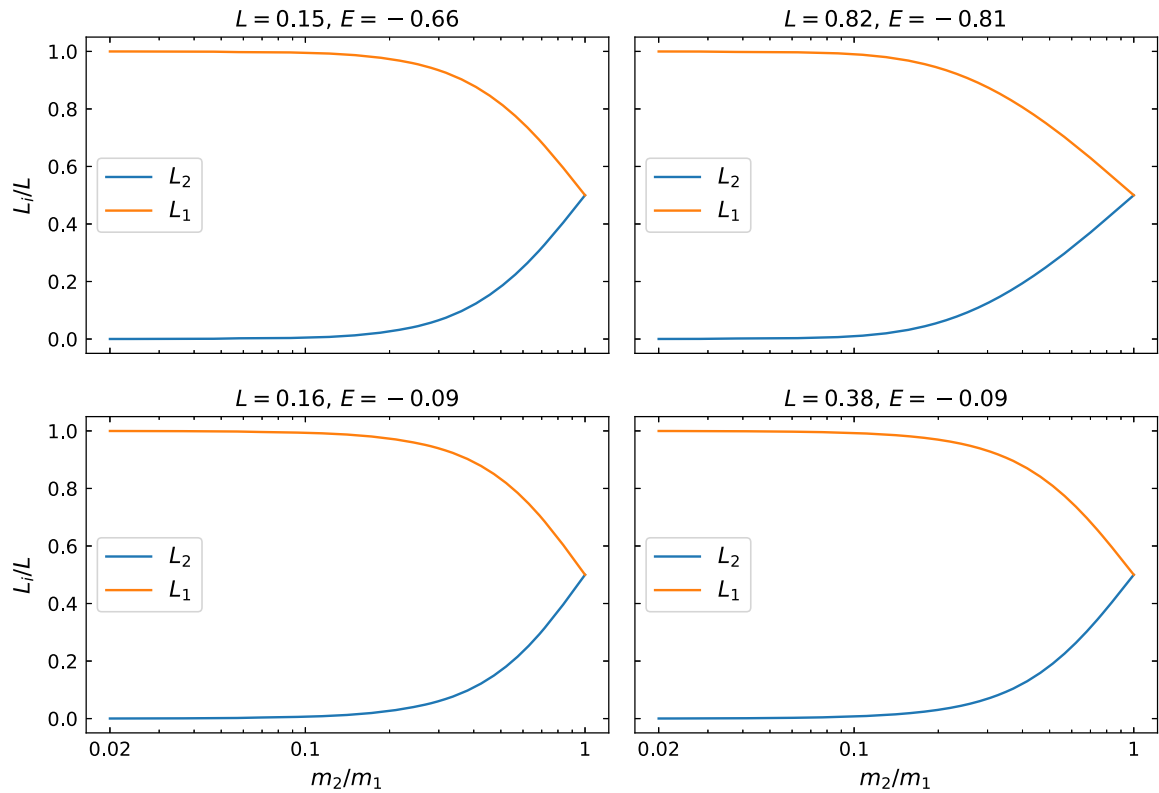 L = 0.15, E = −0.66
L = 0.82, E = −0.81
1.0
0.8
0.6
0.4
0.2
0.0
L_i/L
L_2
L_1
L_2
L_1
L = 0.16, E = −0.09
L = 0.38, E = −0.09
1.0
0.8
0.6
0.4
0.2
0.0
L_i/L
L_2
L_1
L_2
L_1
0.02 0.1 1
0.02 0.1 1
m_2/m_1
m_2/m_1